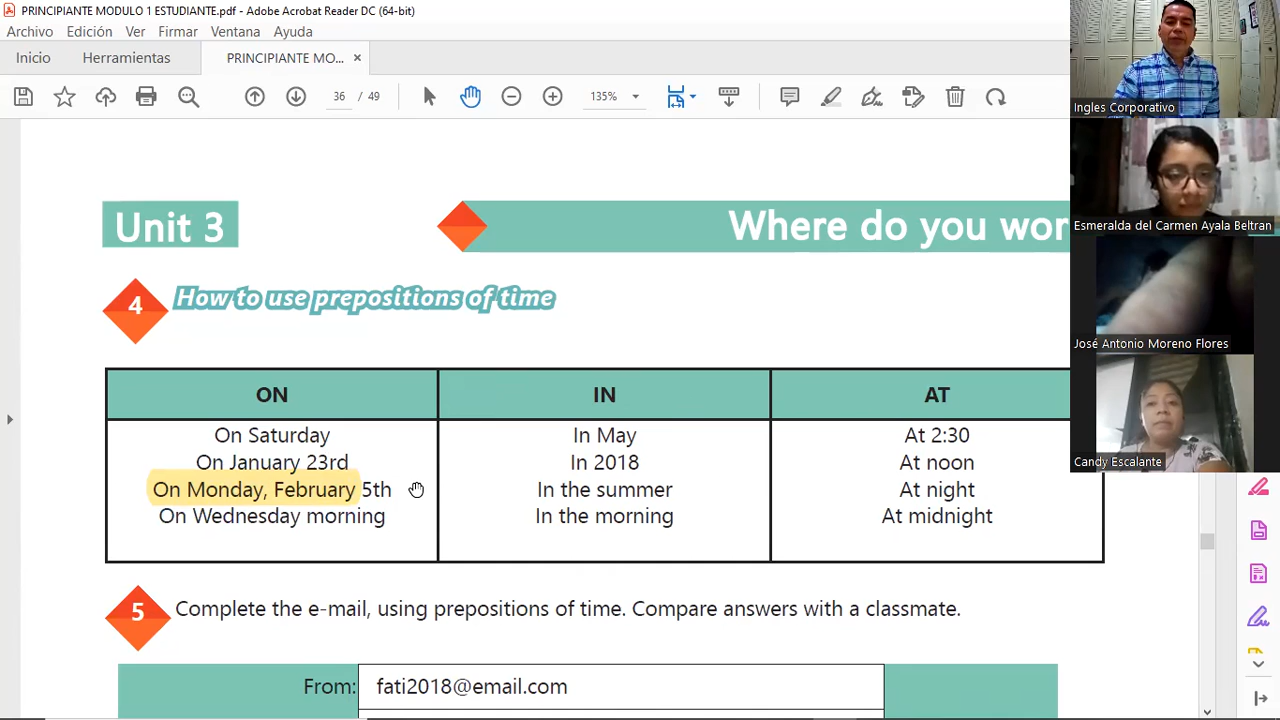 PRINCIPIANTE MODULO 1 ESTUDIANTE.pdf - Adobe Acrobat Reader DC (64-bit)
Archivo Edición Ver Firmar Ventana Ayuda
Inicio Herramientas PRINCIPIANTE MO... ×
36 / 49 135%
Ingles Corporativo
Esmeralda del Carmen Ayala Beltran
José Antonio Moreno Flores
Candy Escalante
Unit 3 Where do you wor
4 How to use prepositions of time
ON IN AT
On Saturday In May At 2:30
On January 23rd In 2018 At noon
On Monday, February 5th In the summer At night
On Wednesday morning In the morning At midnight
5 Complete the e-mail, using prepositions of time. Compare answers with a classmate.
From: fati2018@email.com